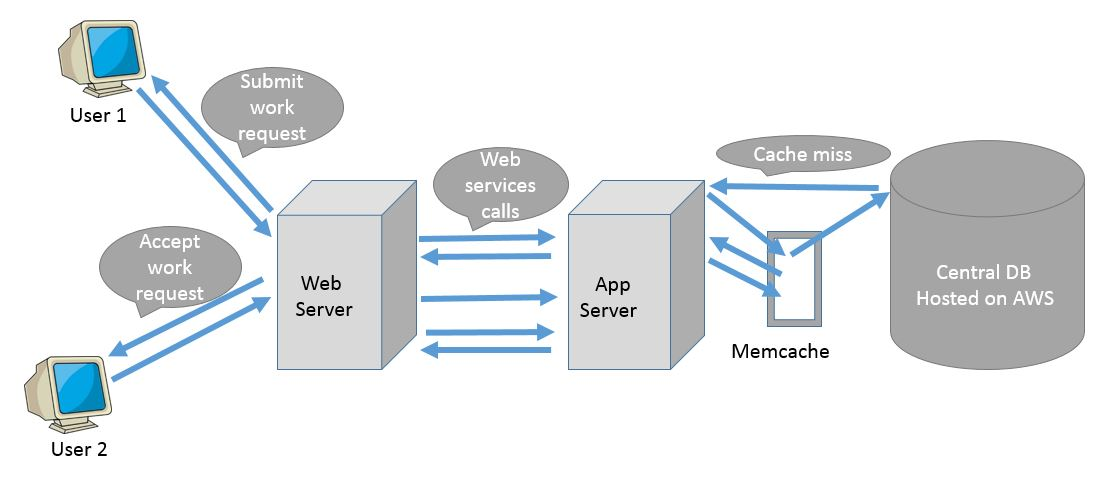 User 1
Submit
work
request
Web
services
calls
Cache miss
Accept
work
request
Web
Server
App
Server
Central DB
Hosted on AWS
Memcache
User 2